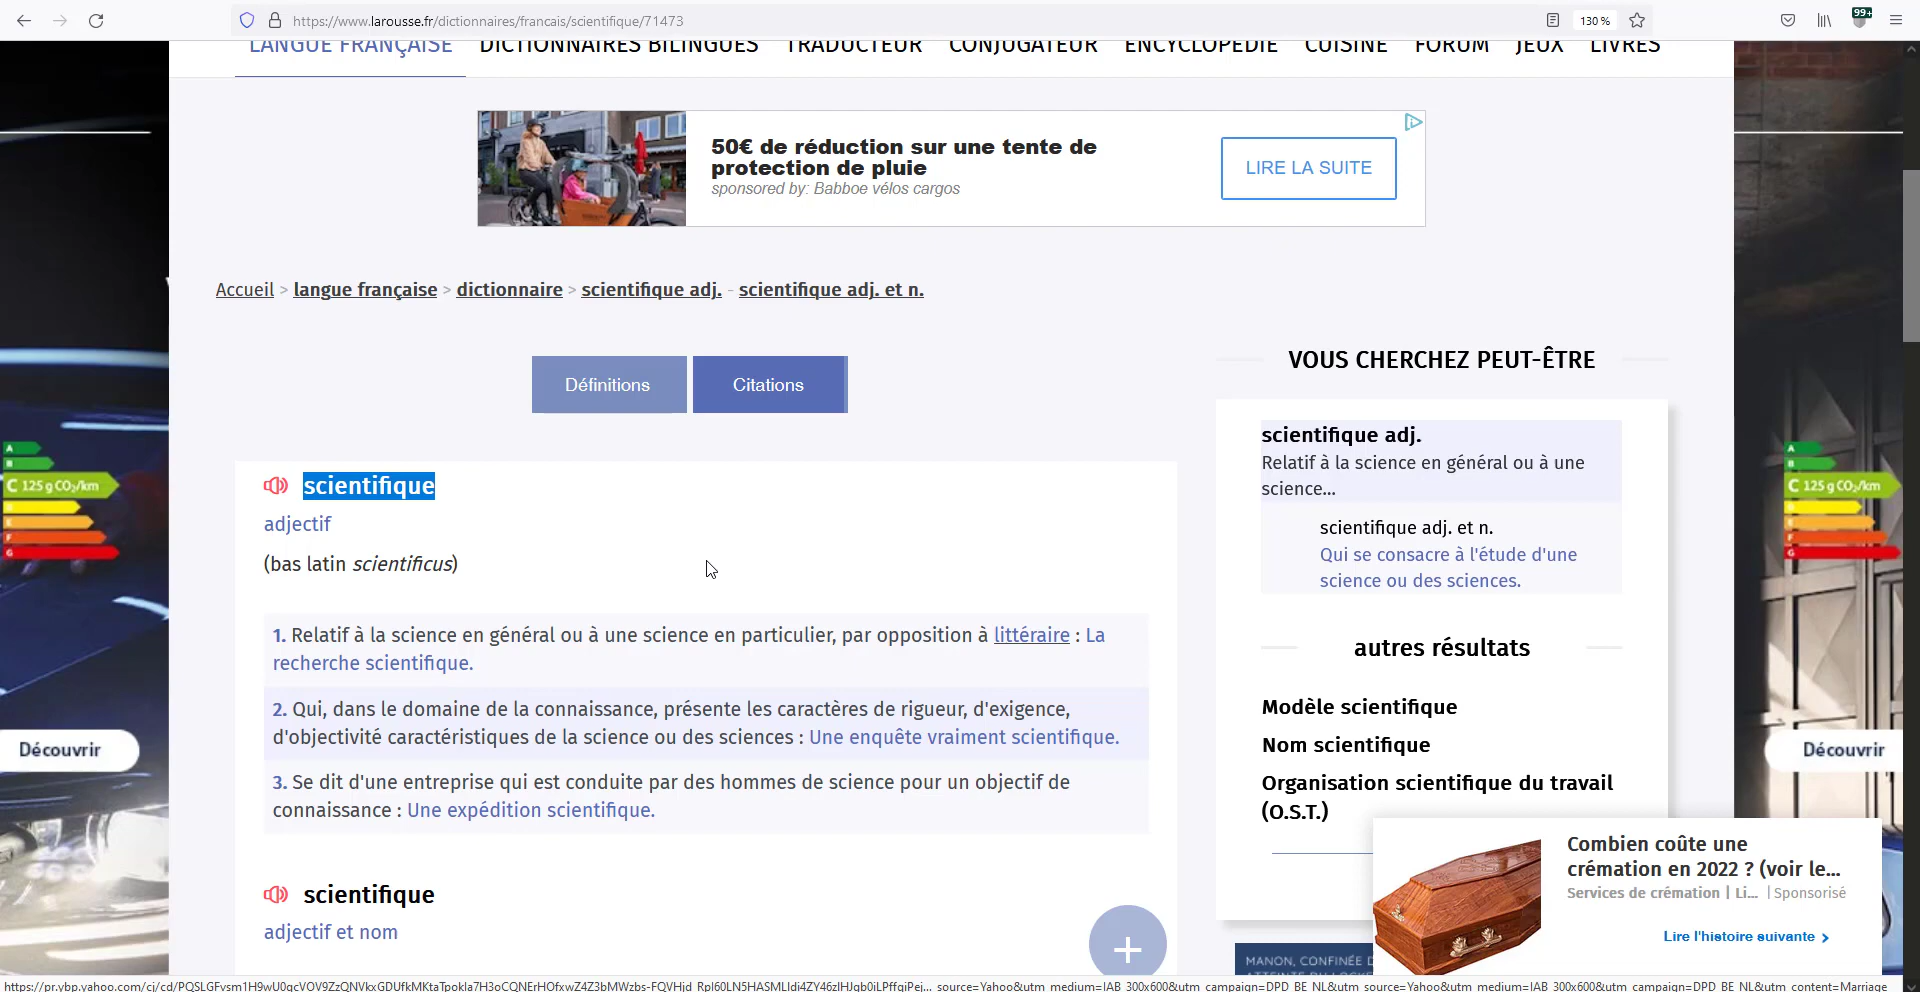 https://www.larousse.fr/dictionnaires/francais/scientifique/71473
130 %
99+
LANGUE FRANÇAISE DICTIONNAIRES BILINGUES TRADUCTEUR CONJUGATEUR ENCYCLOPÉDIE CUISINE FORUM JEUX LIVRES
50€ de réduction sur une tente de
protection de pluie
sponsored by: Babboe vélos cargos
LIRE LA SUITE
Accueil > langue française > dictionnaire > scientifique adj. - scientifique adj. et n.
Définitions
Citations
scientifique
adjectif
(bas latin scientificus)
1. Relatif à la science en général ou à une science en particulier, par opposition à littéraire : La
recherche scientifique.
2. Qui, dans le domaine de la connaissance, présente les caractères de rigueur, d'exigence,
d'objectivité caractéristiques de la science ou des sciences : Une enquête vraiment scientifique.
3. Se dit d'une entreprise qui est conduite par des hommes de science pour un objectif de
connaissance : Une expédition scientifique.
scientifique
adjectif et nom
+
VOUS CHERCHEZ PEUT-ÊTRE
scientifique adj.
Relatif à la science en général ou à une
science...
scientifique adj. et n.
Qui se consacre à l'étude d'une
science ou des sciences.
autres résultats
Modèle scientifique
Nom scientifique
Organisation scientifique du travail
(O.S.T.)
Combien coûte une
crémation en 2022 ? (voir le...
Services de crémation | Li... | Sponsorisé
Lire l'histoire suivante
MANON, CONFINÉE
A
B
C 125 g CO₂/km
D
E
F
G
Découvrir
A
B
C 125 g CO₂/km
D
E
F
G
Découvrir